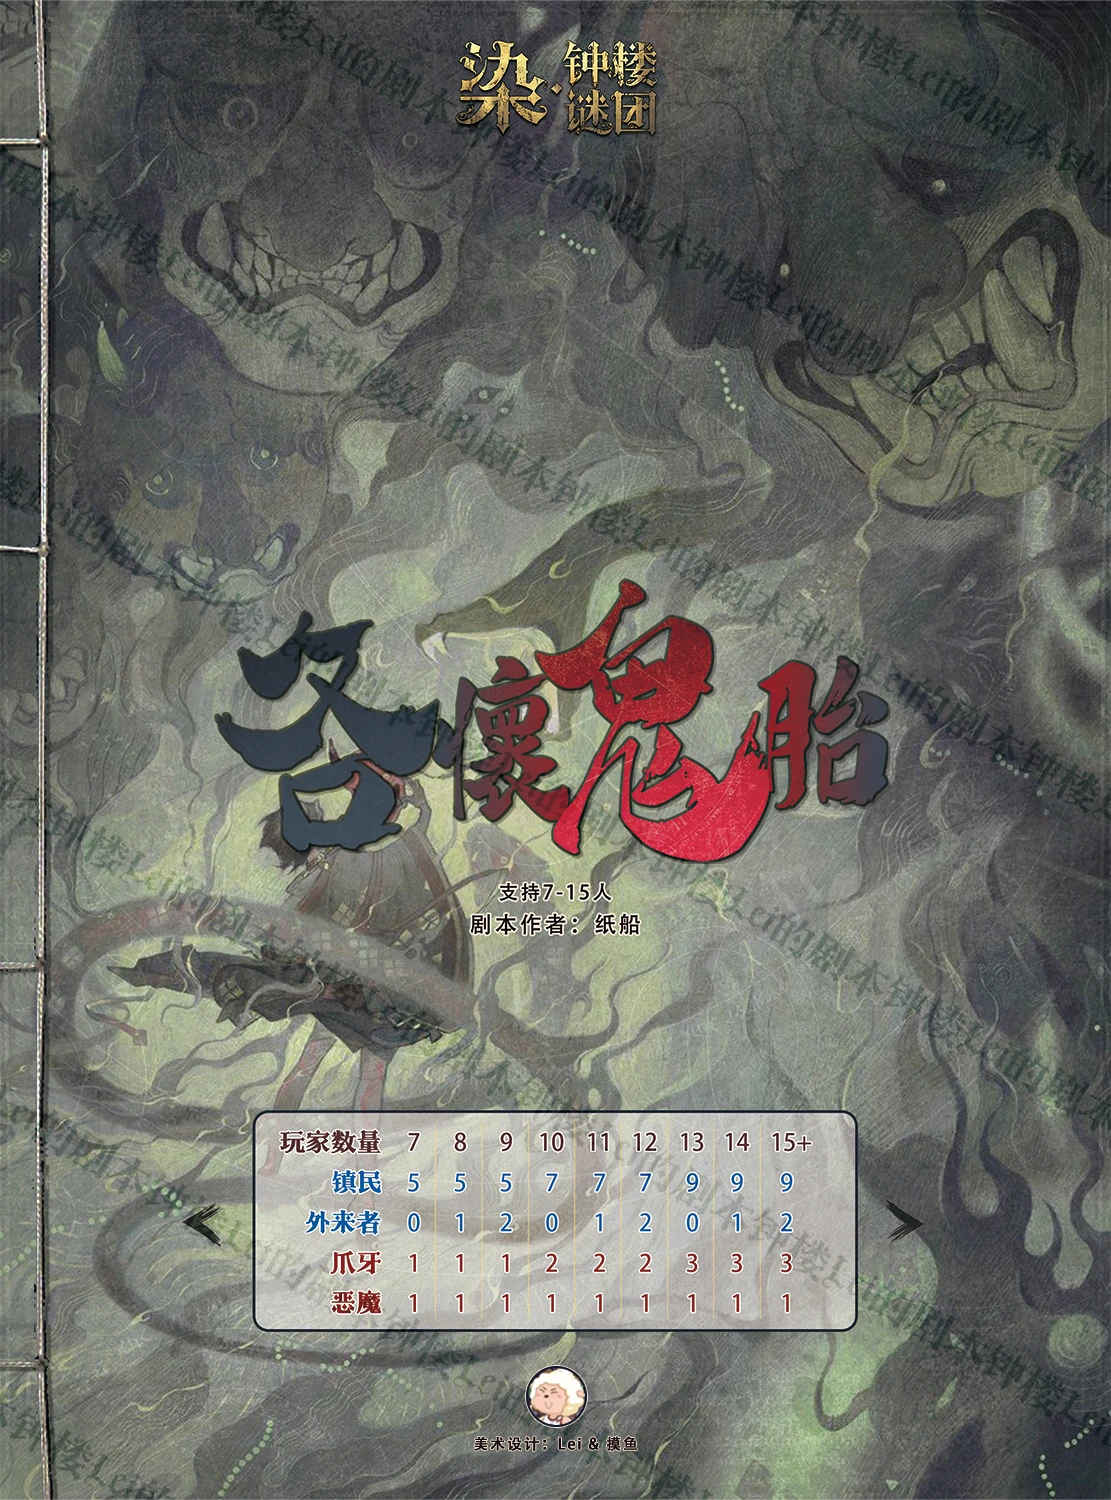 染·钟楼谜团
各懷鬼胎
支持7-15人
剧本作者：纸船
玩家数量 7 8 9 10 11 12 13 14 15+
镇民 5 5 5 7 7 7 9 9 9
外来者 0 1 2 0 1 2 0 1 2
爪牙 1 1 1 2 2 2 3 3 3
恶魔 1 1 1 1 1 1 1 1 1
美术设计：Lei & 摸鱼